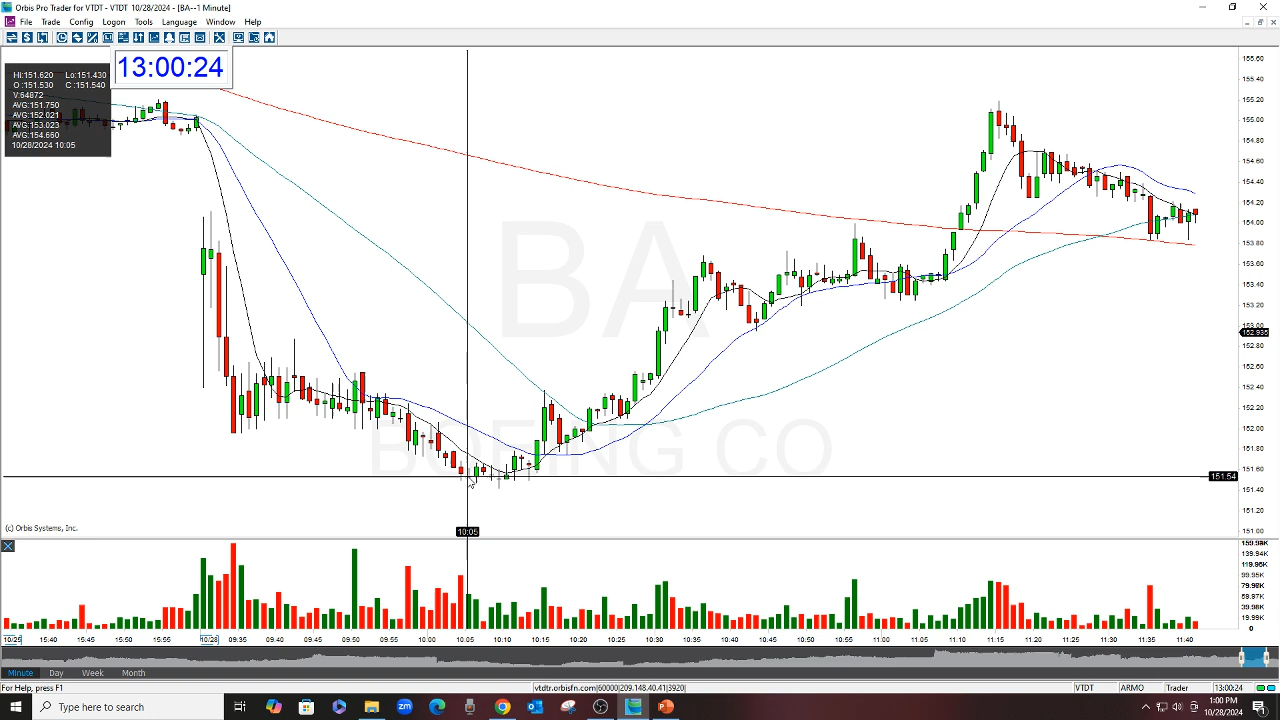 Orbis Pro Trader for VTDT - VTDT 10/28/2024 - [BA--1 Minute]
File Trade Config Logon Tools Language Window Help
13:00:24
Hi:151.620 Lo:151.430
O :151.530 C :151.540
V:64872
AVG:151.750
AVG:152.021
AVG:153.023
AVG:154.660
10/28/2024 10:05
BA
BOEING CO
155.60
155.40
155.20
155.00
154.80
154.60
154.40
154.20
154.00
153.80
153.60
153.40
153.20
153.00
152.935
152.80
152.60
152.40
152.20
152.00
151.80
151.60
151.54
151.40
151.20
151.00
10:05
(c) Orbis Systems, Inc.
139.94K
119.95K
99.95K
59.97K
39.98K
19.99K
0
10/25 15:40 15:45 15:50 15:55 10/28 09:35 09:40 09:45 09:50 09:55 10:00 10:05 10:10 10:15 10:20 10:25 10:30 10:35 10:40 10:45 10:50 10:55 11:00 11:05 11:10 11:15 11:20 11:25 11:30 11:35 11:40
Minute Day Week Month
For Help, press F1 vtdtr.orbisfn.com|60000|209.148.40.41|3920| VTDT ARMO Trader 13:00:24
Type here to search
1:00 PM
10/28/2024